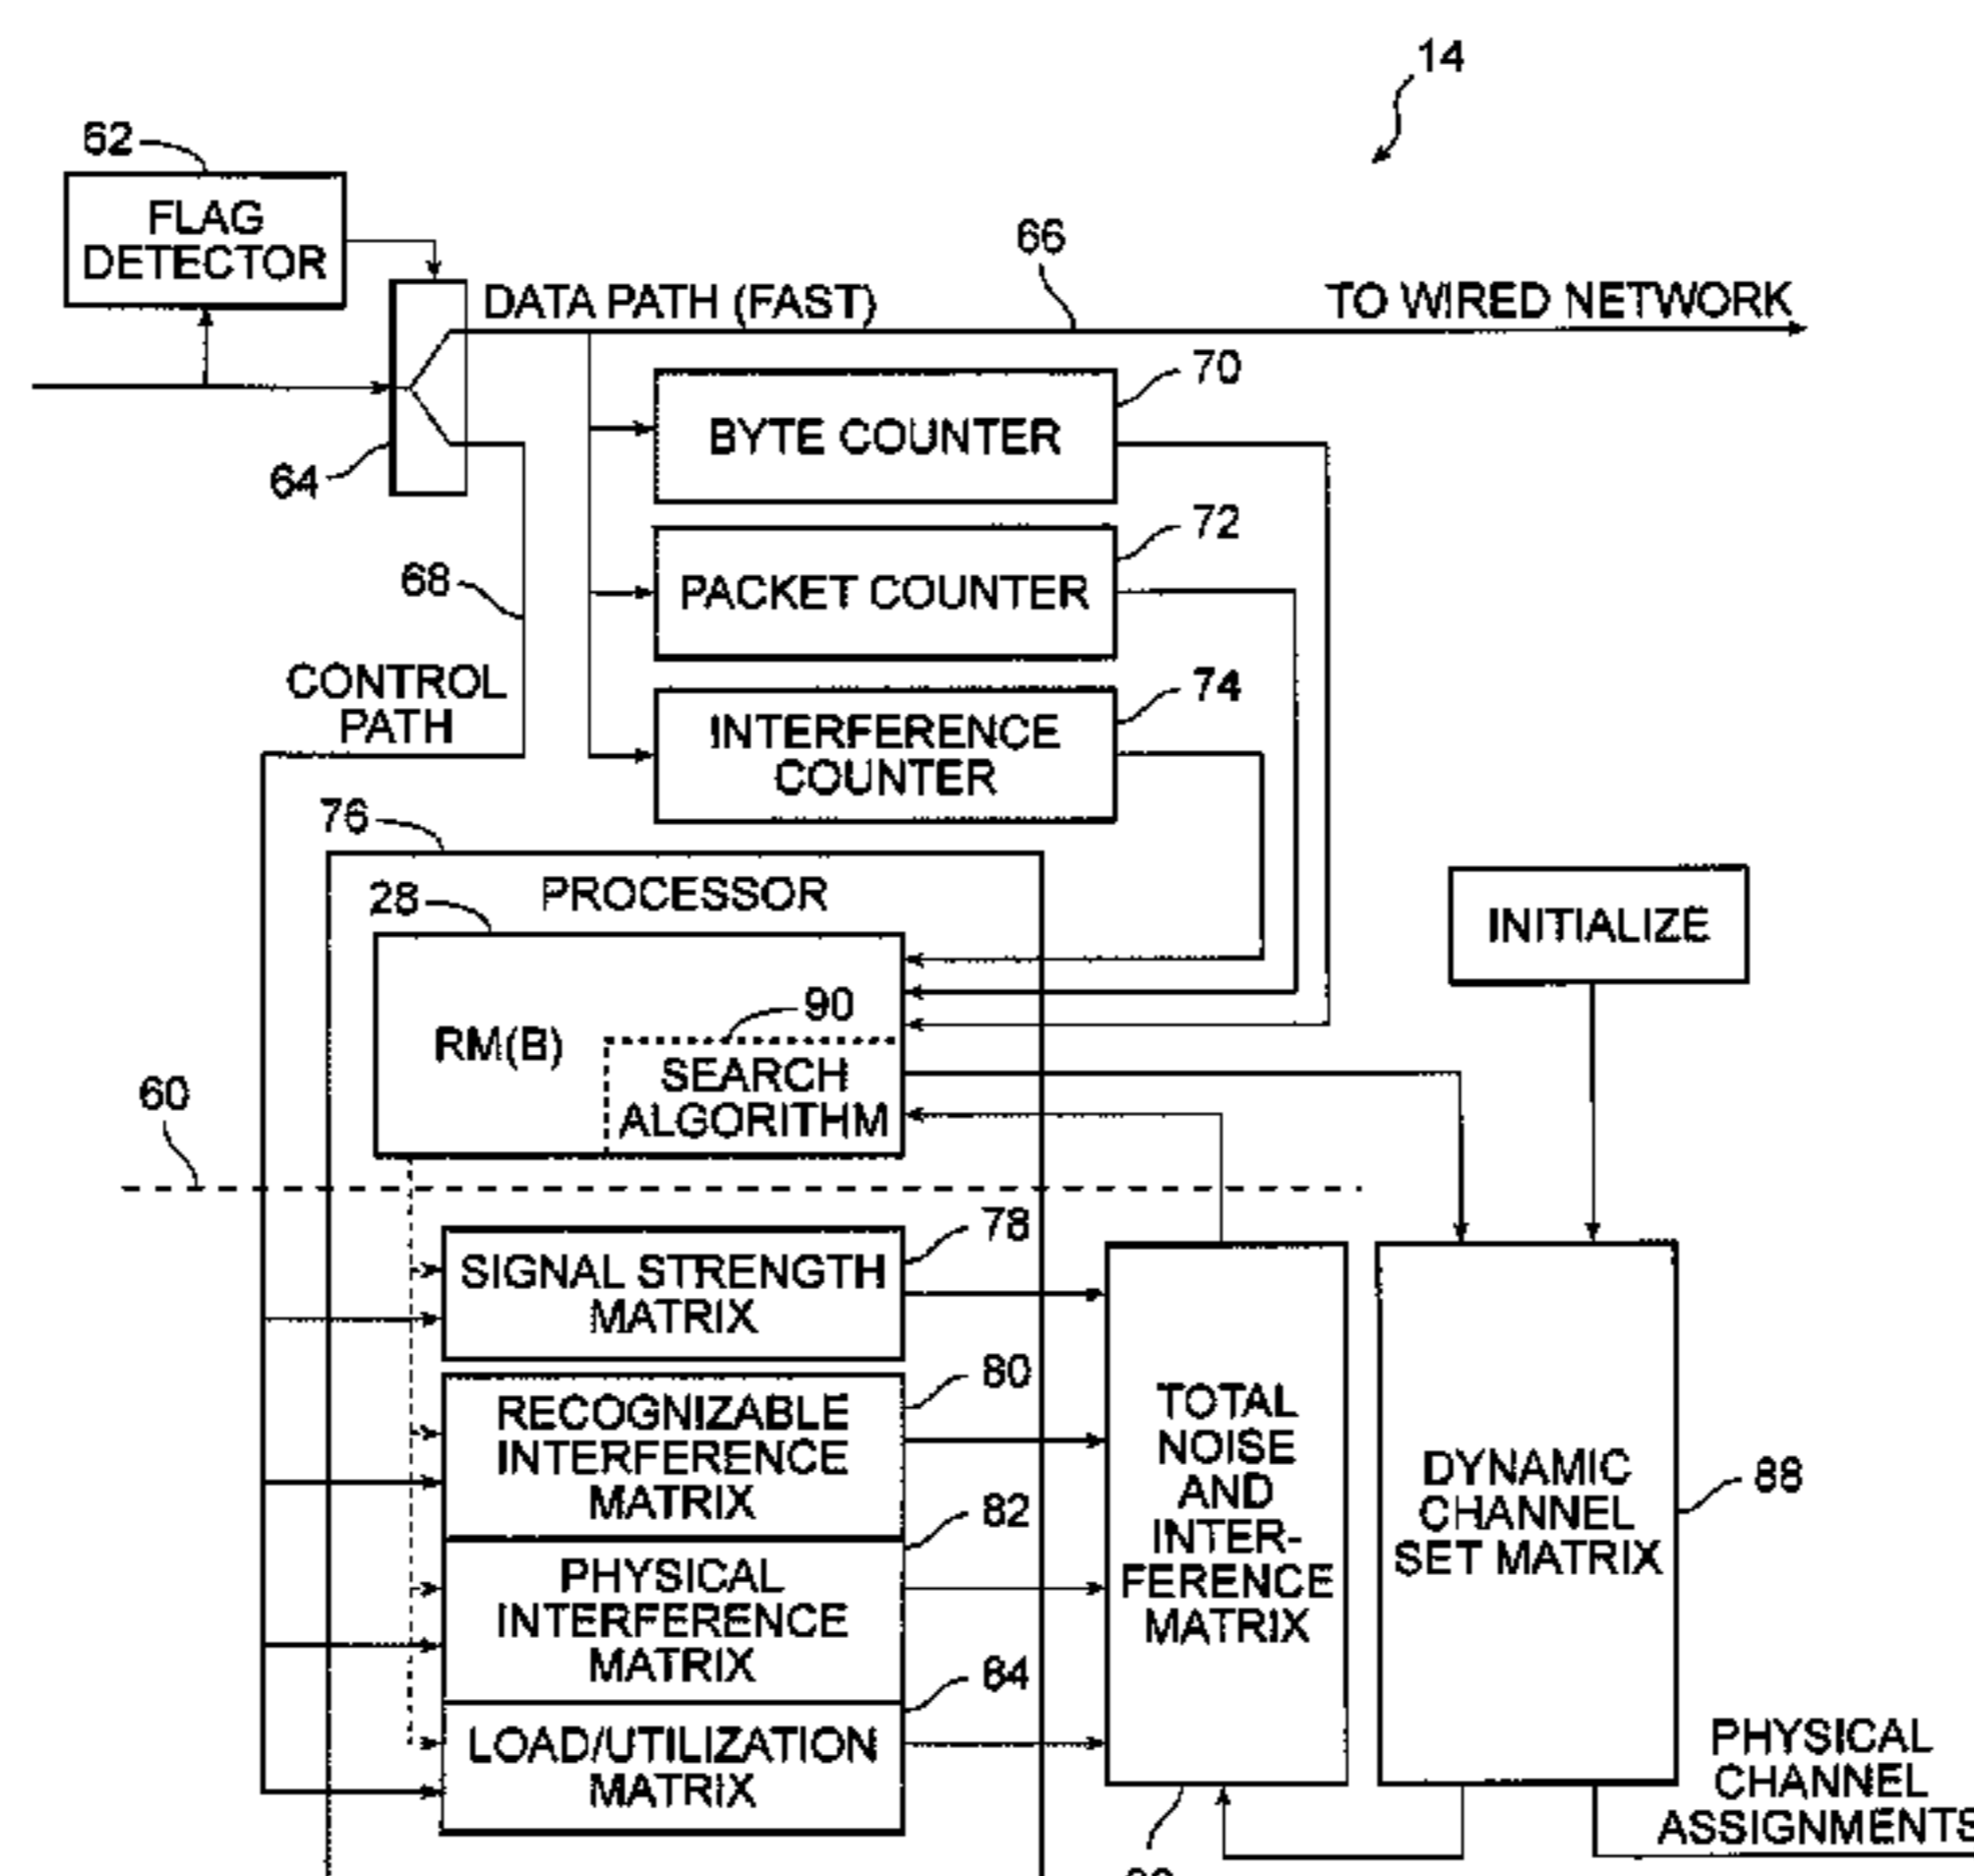 14
62
FLAG
DETECTOR
66
DATA PATH (FAST)
TO WIRED NETWORK
70
BYTE COUNTER
64
72
PACKET COUNTER
68
CONTROL
PATH
74
INTERFERENCE
COUNTER
76
PROCESSOR
28
INITIALIZE
90
RM(B)
SEARCH
ALGORITHM
60
78
SIGNAL STRENGTH
MATRIX
80
RECOGNIZABLE
INTERFERENCE
MATRIX
82
PHYSICAL
INTERFERENCE
MATRIX
84
LOAD/UTILIZATION
MATRIX
TOTAL
NOISE
AND
INTER-
FERENCE
MATRIX
DYNAMIC
CHANNEL
SET MATRIX
88
PHYSICAL
CHANNEL
ASSIGNMENTS